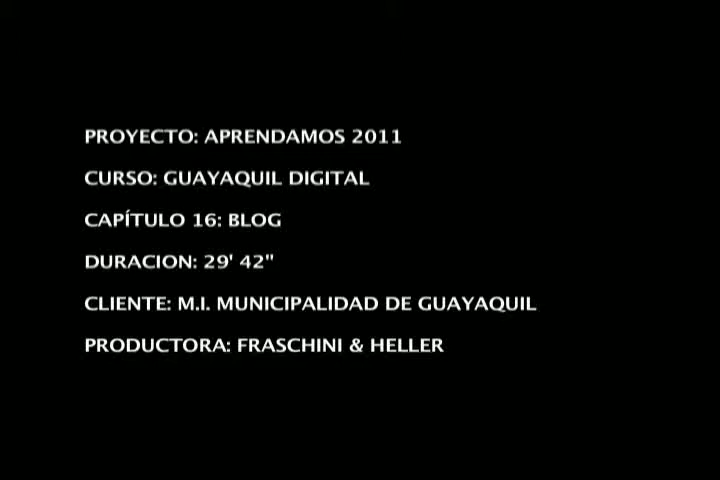 PROYECTO: APRENDAMOS 2011
CURSO: GUAYAQUIL DIGITAL
CAPÍTULO 16: BLOG
DURACION: 29' 42"
CLIENTE: M.I. MUNICIPALIDAD DE GUAYAQUIL
PRODUCTORA: FRASCHINI & HELLER